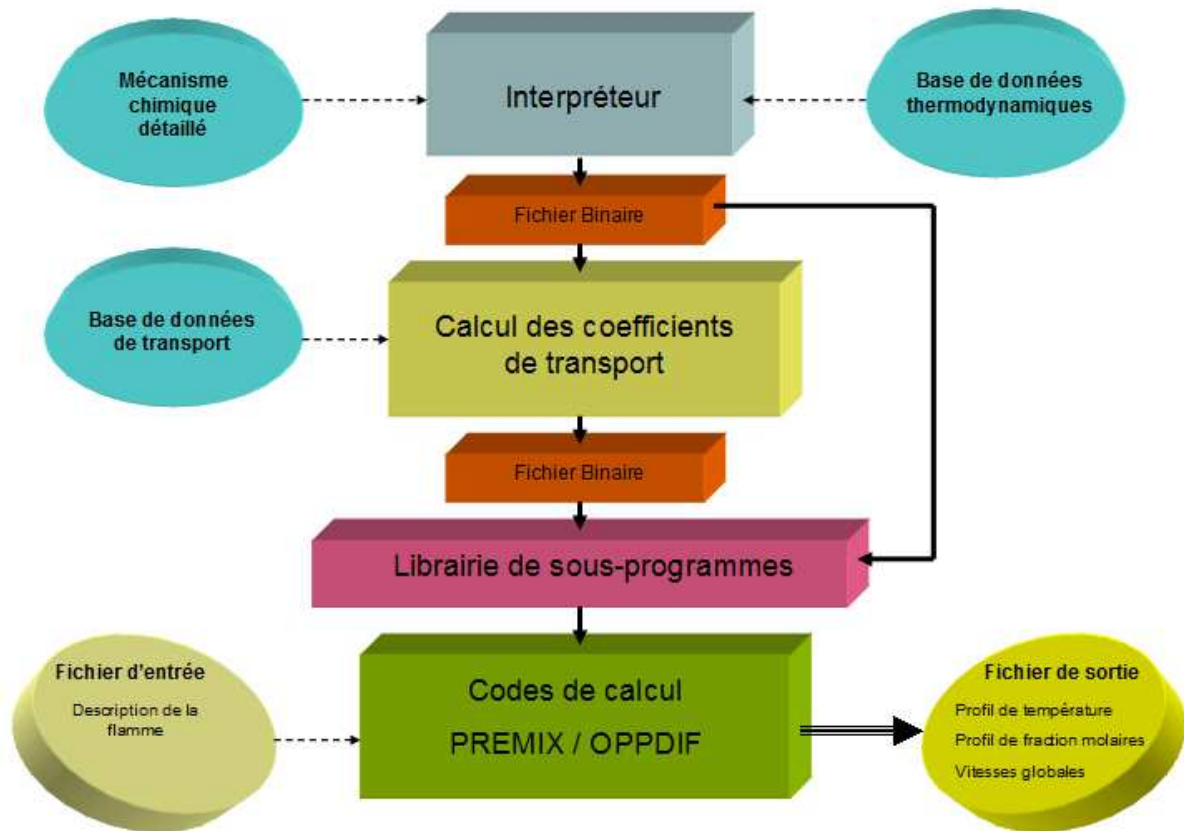 Mécanisme
chimique
détaillé
Interpréteur
Base de données
thermodynamiques
Fichier Binaire
Base de données
de transport
Calcul des coefficients
de transport
Fichier Binaire
Librairie de sous-programmes
Fichier d'entrée
Description de la
flamme
Codes de calcul
PREMIX / OPPDIF
Fichier de sortie
Profil de température
Profil de fraction molaires
Vitesses globales